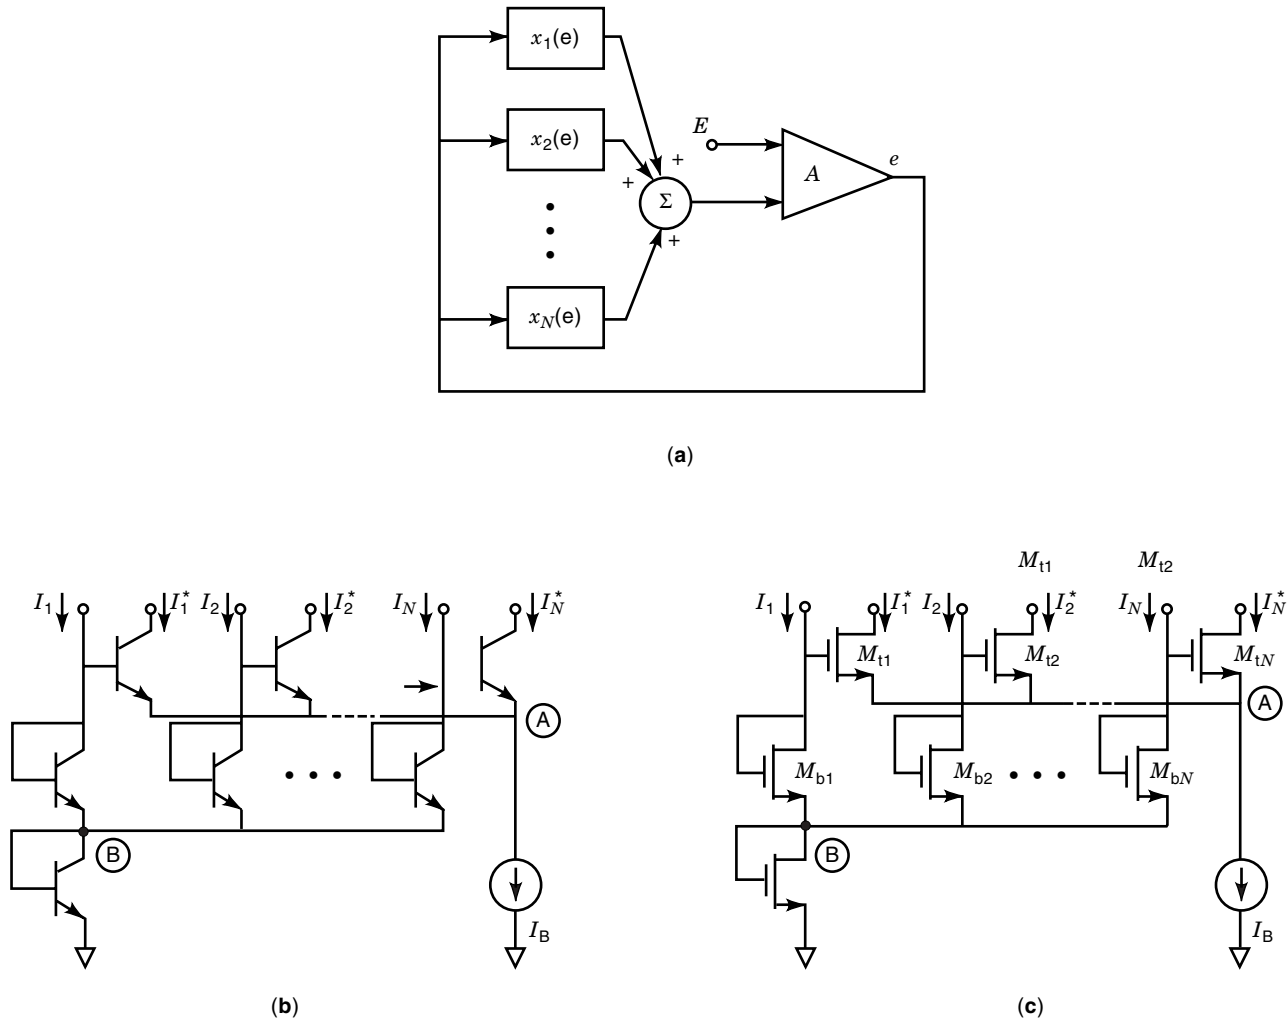 x1(e)
E
e
x2(e)
+
A
+
Σ
+
xN(e)
(a)
Mt1 Mt2
I1 I1* I2 I2* IN IN*
I1 I1* I2 I2* IN IN*
Mt1 Mt2 MtN
A
A
Mb1 Mb2 MbN
B
B
IB
IB
(b)
(c)